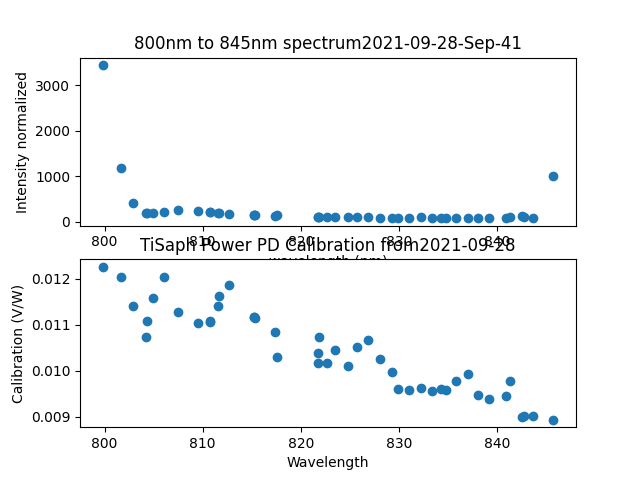 800nm to 845nm spectrum2021-09-28-Sep-41
Intensity normalized
3000
2000
1000
0
800 810 820 830 840
wavelength (nm)
TiSaph Power PD Calibration from2021-09-28
Calibration (V/W)
0.012
0.011
0.010
0.009
800 810 820 830 840
Wavelength